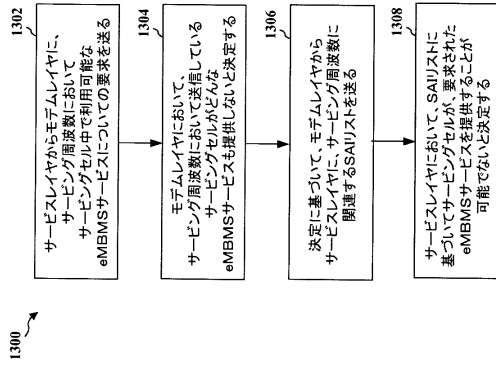 1300
1302
サービスレイヤからモデムレイヤに、
サービング周波数において
サービングセル中で利用可能な
eMBMSサービスについての要求を送る
1304
モデムレイヤにおいて、
サービング周波数において送信している
サービングセルがどんな
eMBMSサービスも提供しないと決定する
1306
決定に基づいて、モデムレイヤから
サービスレイヤに、サービング周波数に
関連するSAIリストを送る
1308
サービスレイヤにおいて、SAIリストに
基づいてサービングセルが、要求された
eMBMSサービスを提供することが
可能でないと決定する